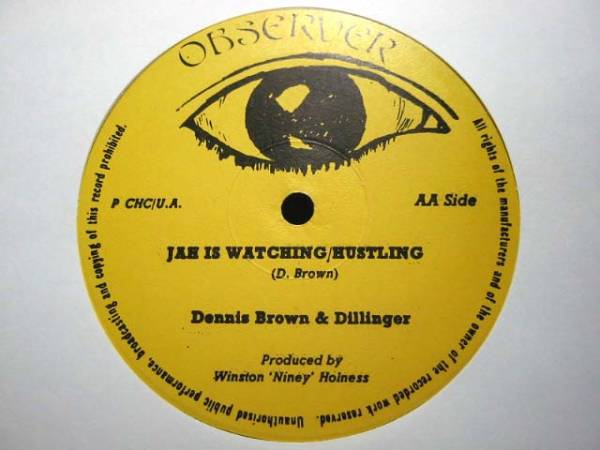 OBSERVER
P CHC/U.A.
AA Side
JAH IS WATCHING/HUSTLING
(D. Brown)
Dennis Brown & Dillinger
Produced by
Winston 'Niney' Holness
All rights of the manufacturers and of the owner of the recorded work reserved. Unauthorised public performance, broadcasting and copying of this record prohibited.